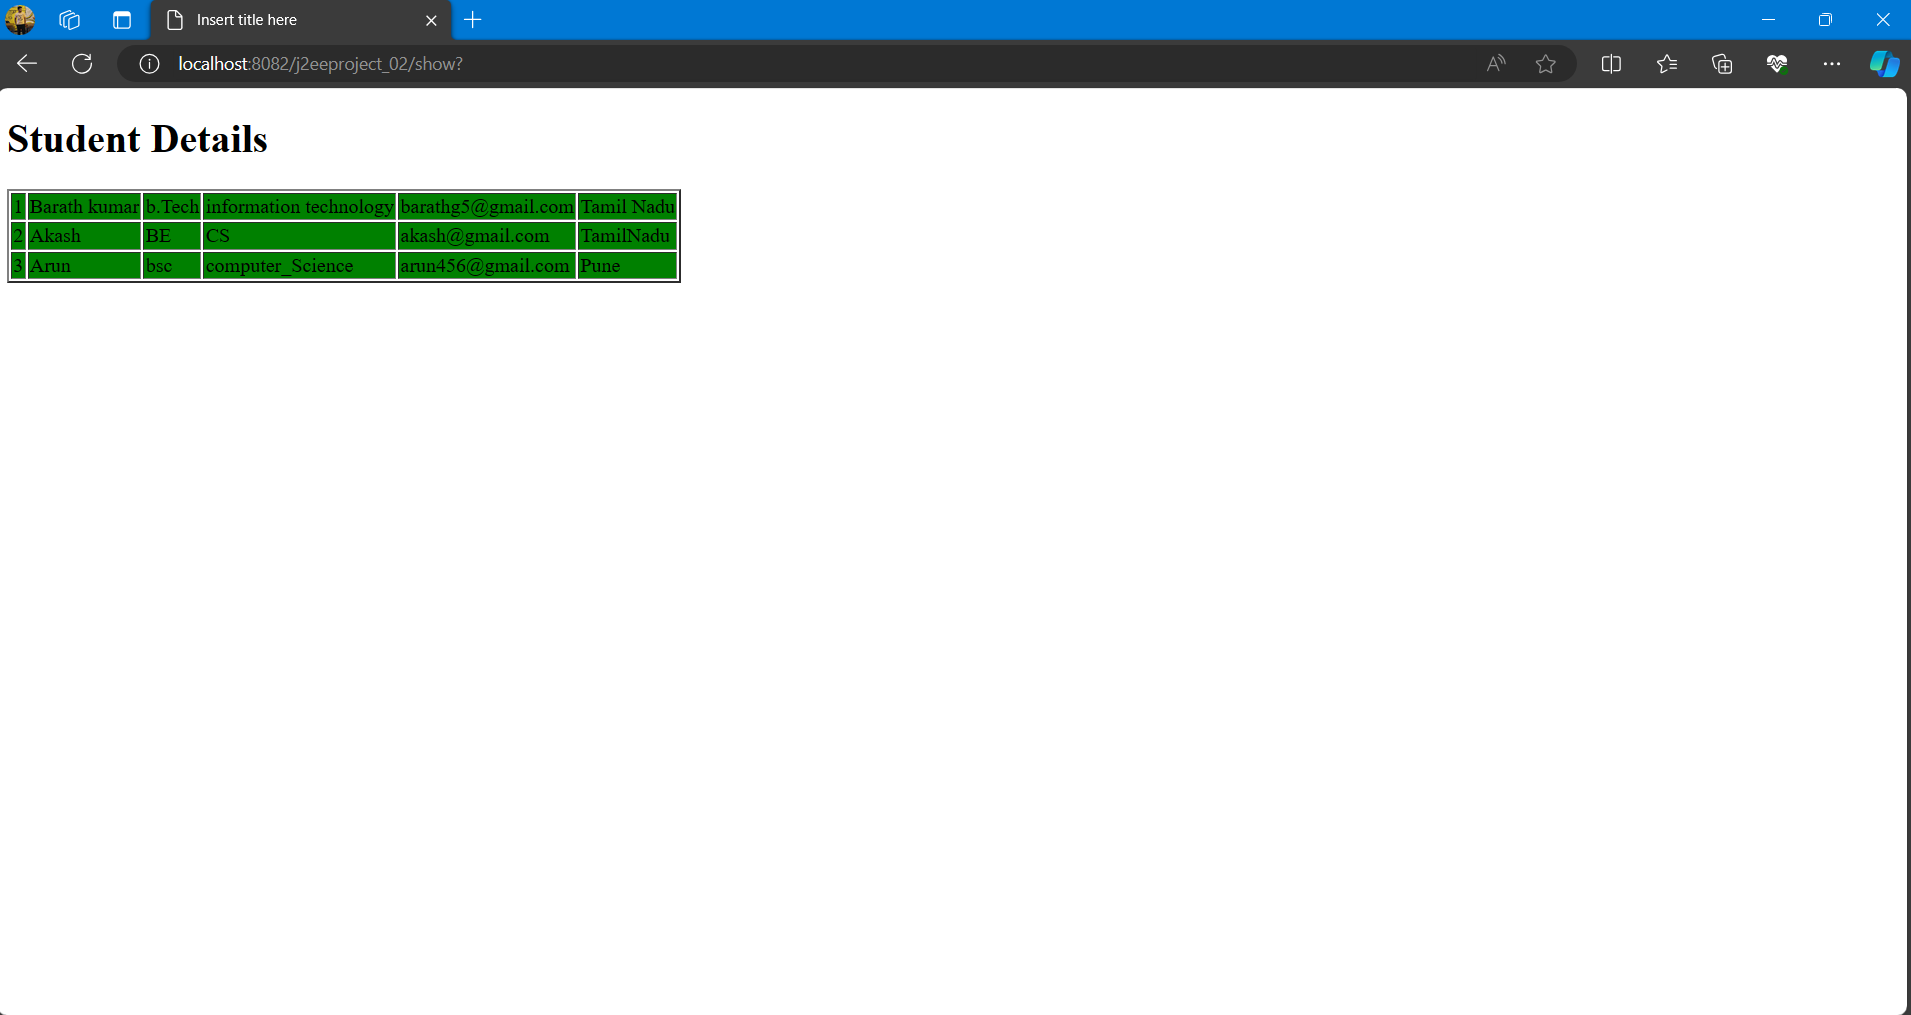 Insert title here
localhost:8082/j2eeproject_02/show?
Student Details
1 Barath kumar b.Tech information technology barathg5@gmail.com Tamil Nadu
2 Akash BE CS akash@gmail.com TamilNadu
3 Arun bsc computer_Science arun456@gmail.com Pune